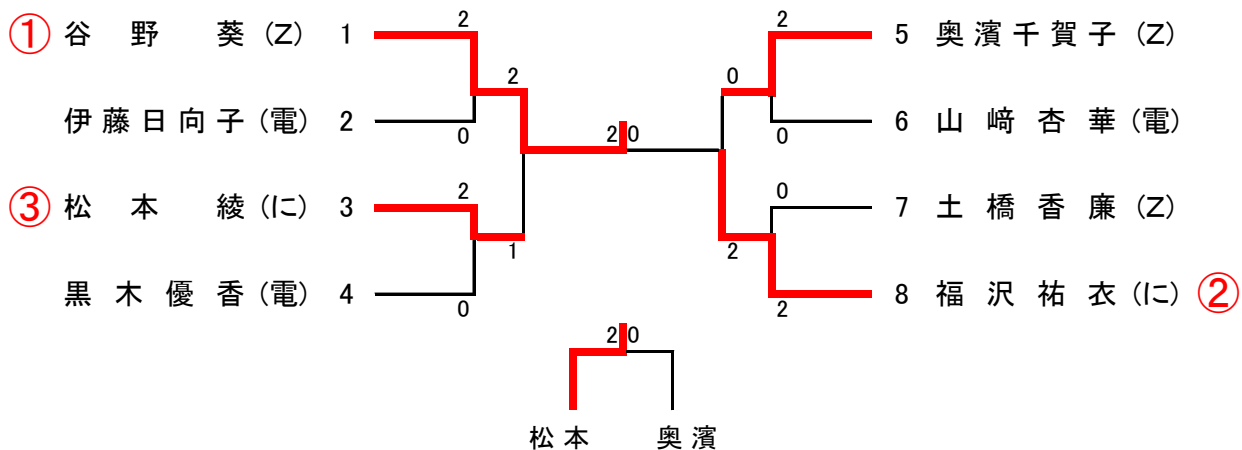 ① 谷野葵(Z) 1
伊藤日向子(電) 2
③ 松本綾(に) 3
黒木優香(電) 4
5 奥濱千賀子(Z)
6 山﨑杏華(電)
7 土橋香廉(Z)
8 福沢祐衣(に) ②
2
0
2
2
0
1
2 0
2
0
0
0
2
2
2 0
松本 奥濱